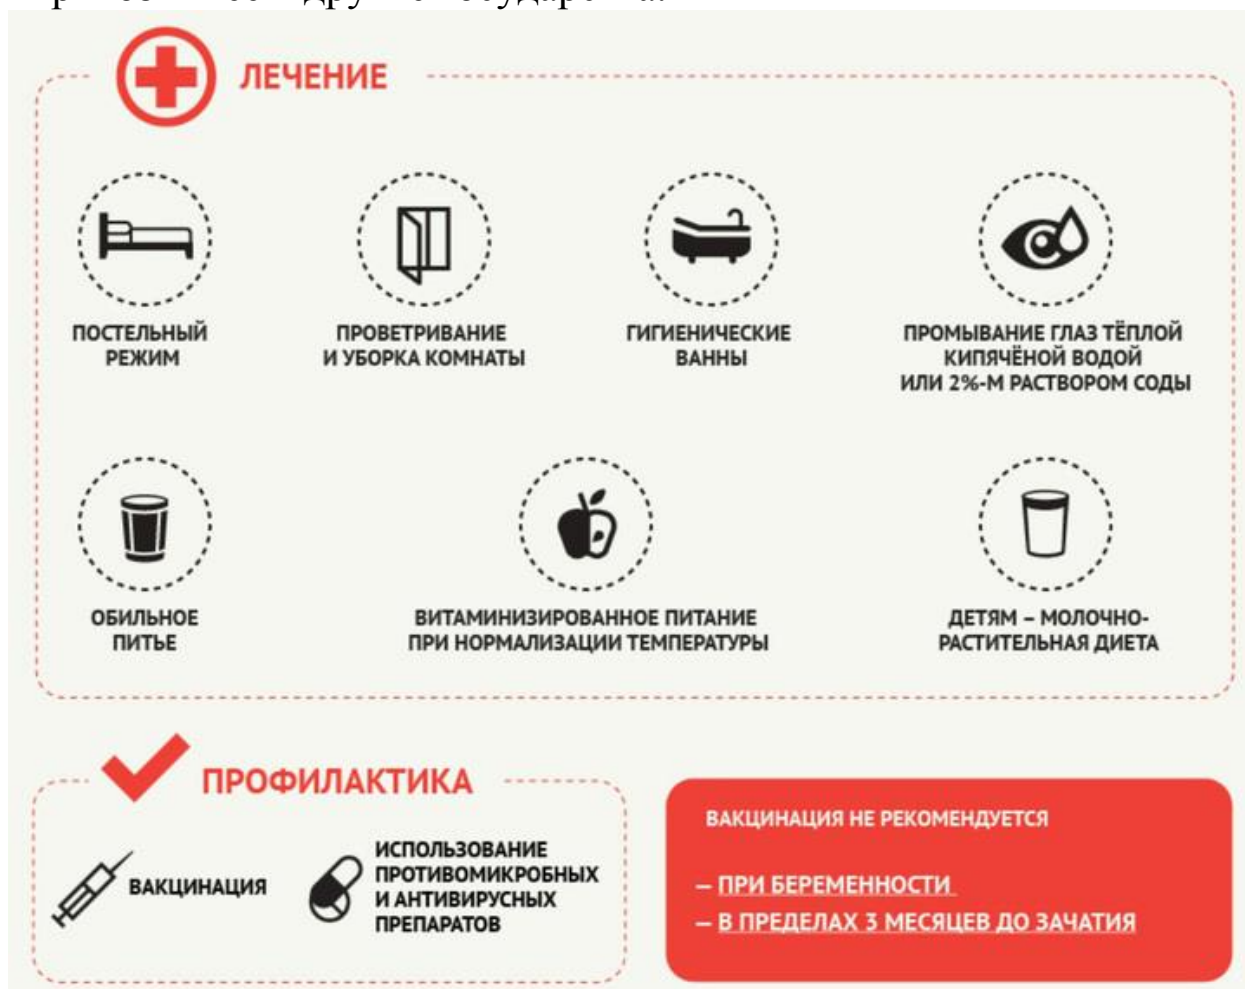 ЛЕЧЕНИЕ
ПОСТЕЛЬНЫЙ
РЕЖИМ
ПРОВЕТРИВАНИЕ
И УБОРКА КОМНАТЫ
ГИГИЕНИЧЕСКИЕ
ВАННЫ
ПРОМЫВАНИЕ ГЛАЗ ТЁПЛОЙ
КИПЯЧЁНОЙ ВОДОЙ
ИЛИ 2%-М РАСТВОРОМ СОДЫ
ОБИЛЬНОЕ
ПИТЬЕ
ВИТАМИНИЗИРОВАННОЕ ПИТАНИЕ
ПРИ НОРМАЛИЗАЦИИ ТЕМПЕРАТУРЫ
ДЕТЯМ – МОЛОЧНО-
РАСТИТЕЛЬНАЯ ДИЕТА
ПРОФИЛАКТИКА
ВАКЦИНАЦИЯ
ИСПОЛЬЗОВАНИЕ
ПРОТИВОМИКРОБНЫХ
И АНТИВИРУСНЫХ
ПРЕПАРАТОВ
ВАКЦИНАЦИЯ НЕ РЕКОМЕНДУЕТСЯ
– ПРИ БЕРЕМЕННОСТИ
– В ПРЕДЕЛАХ 3 МЕСЯЦЕВ ДО ЗАЧАТИЯ